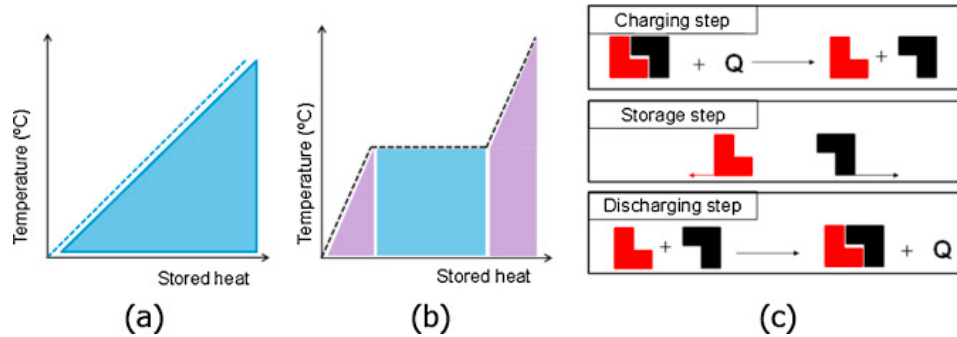 Temperature (ºC)
Stored heat
(a)
Temperature (ºC)
Stored heat
(b)
Charging step
+ Q +
Storage step
Discharging step
+ + Q
(c)